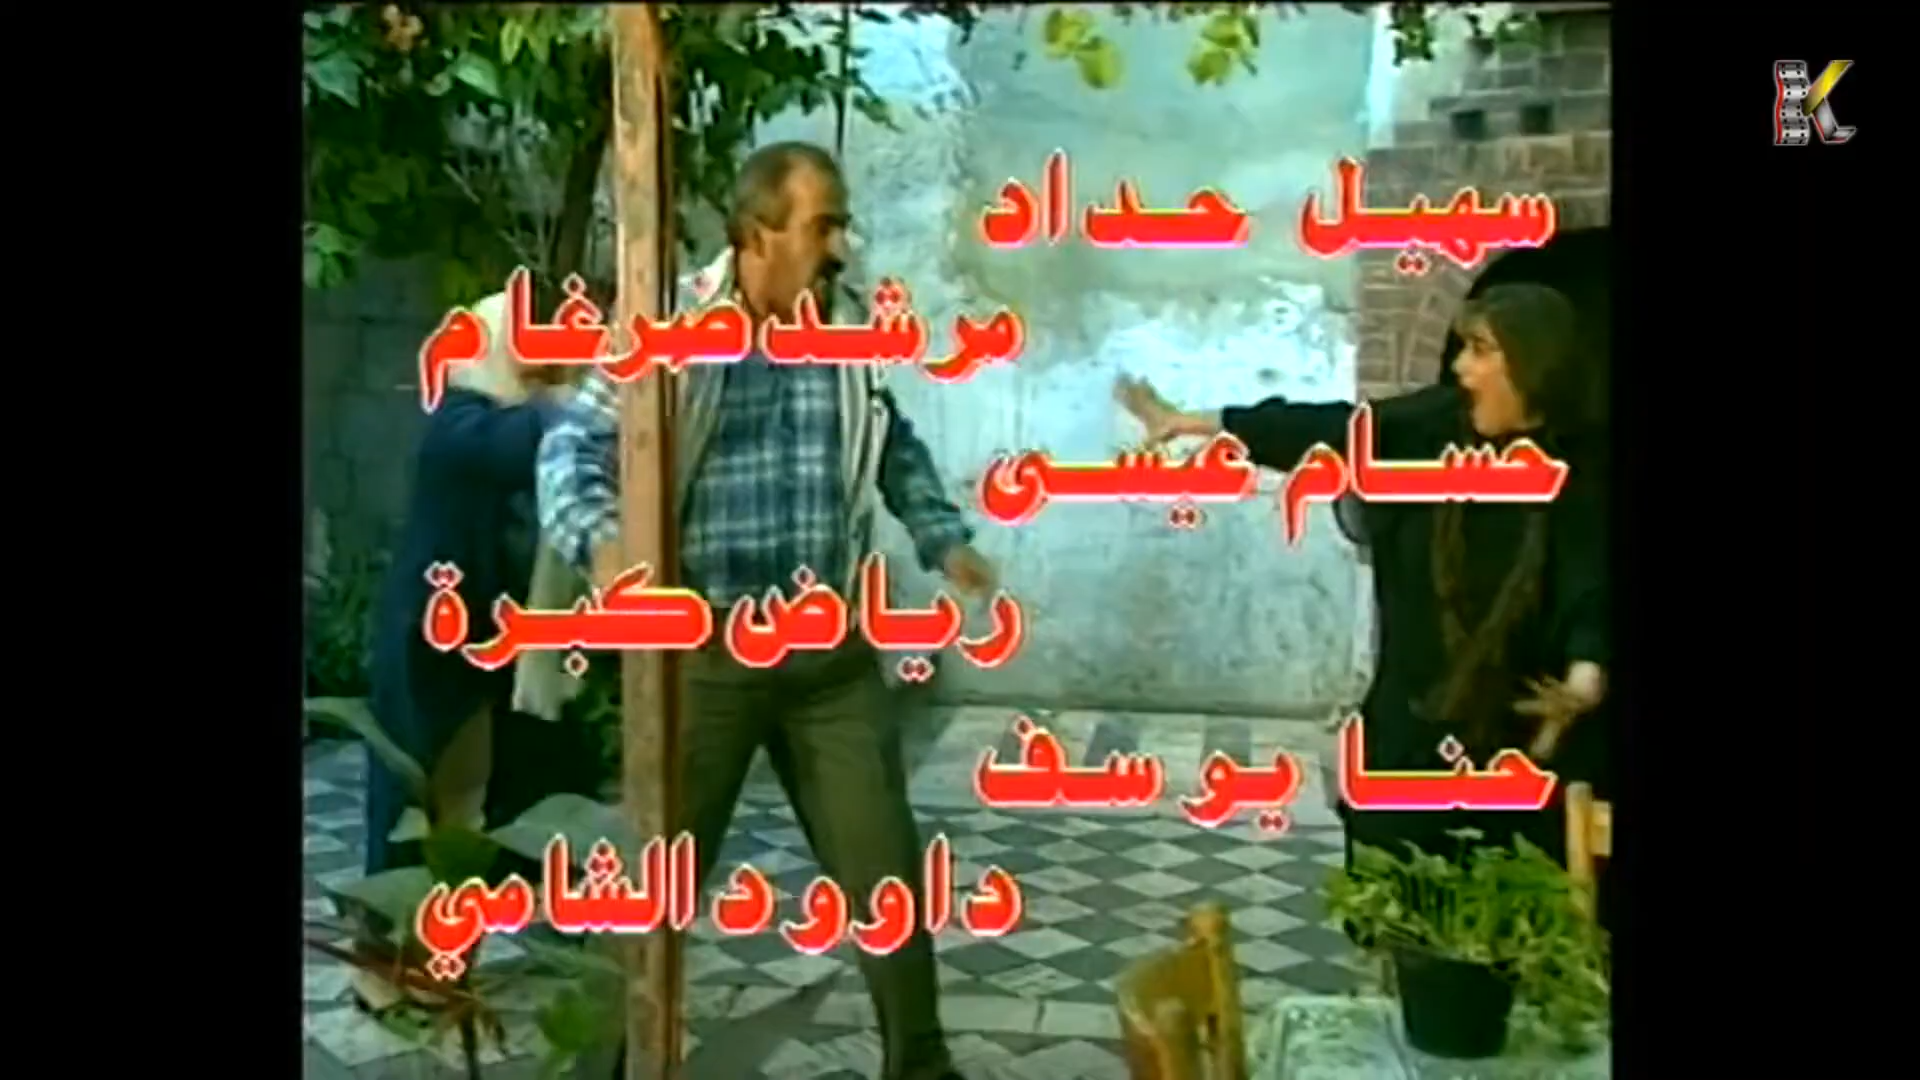 سهيل حداد
مرشد ضرغام
حسام عيسى
رياض كبرة
حنا يوسف
داوود الشامي